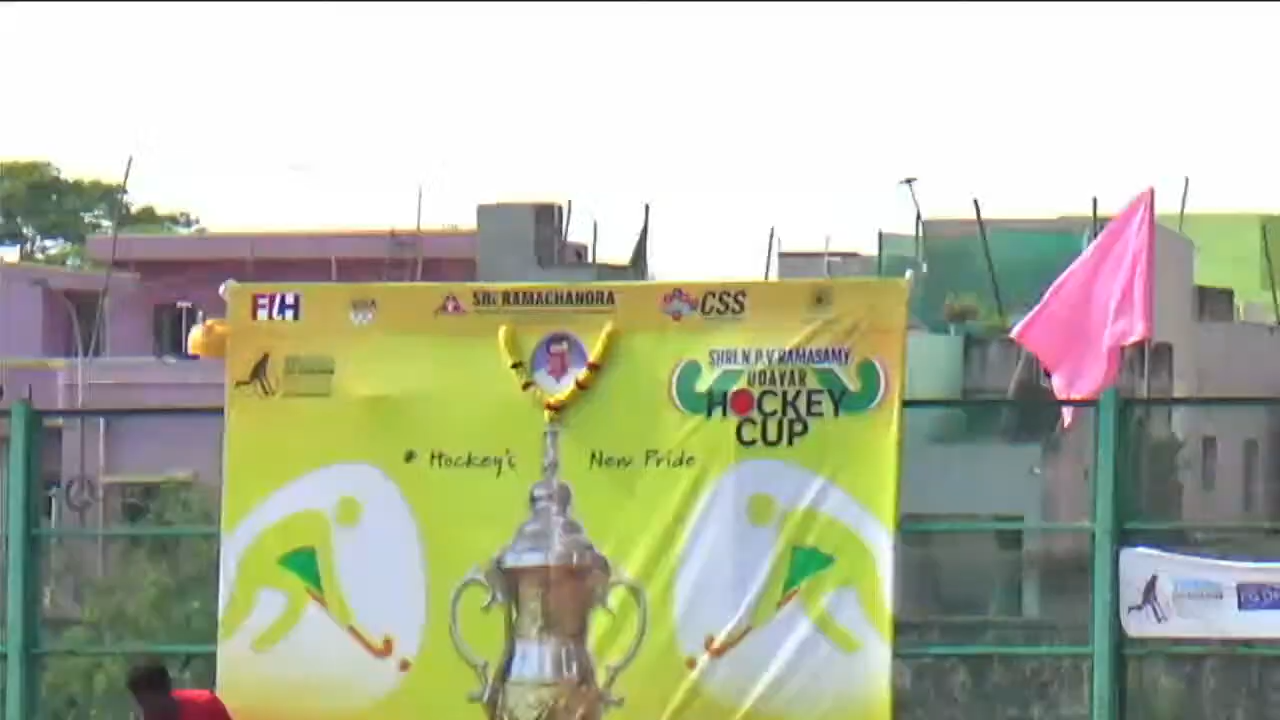 FIH
SRI RAMACHANDRA
CSS
SHRI. N.P.V. RAMASAMY
UDAYAR
HOCKEY
CUP
# Hockey's New Pride